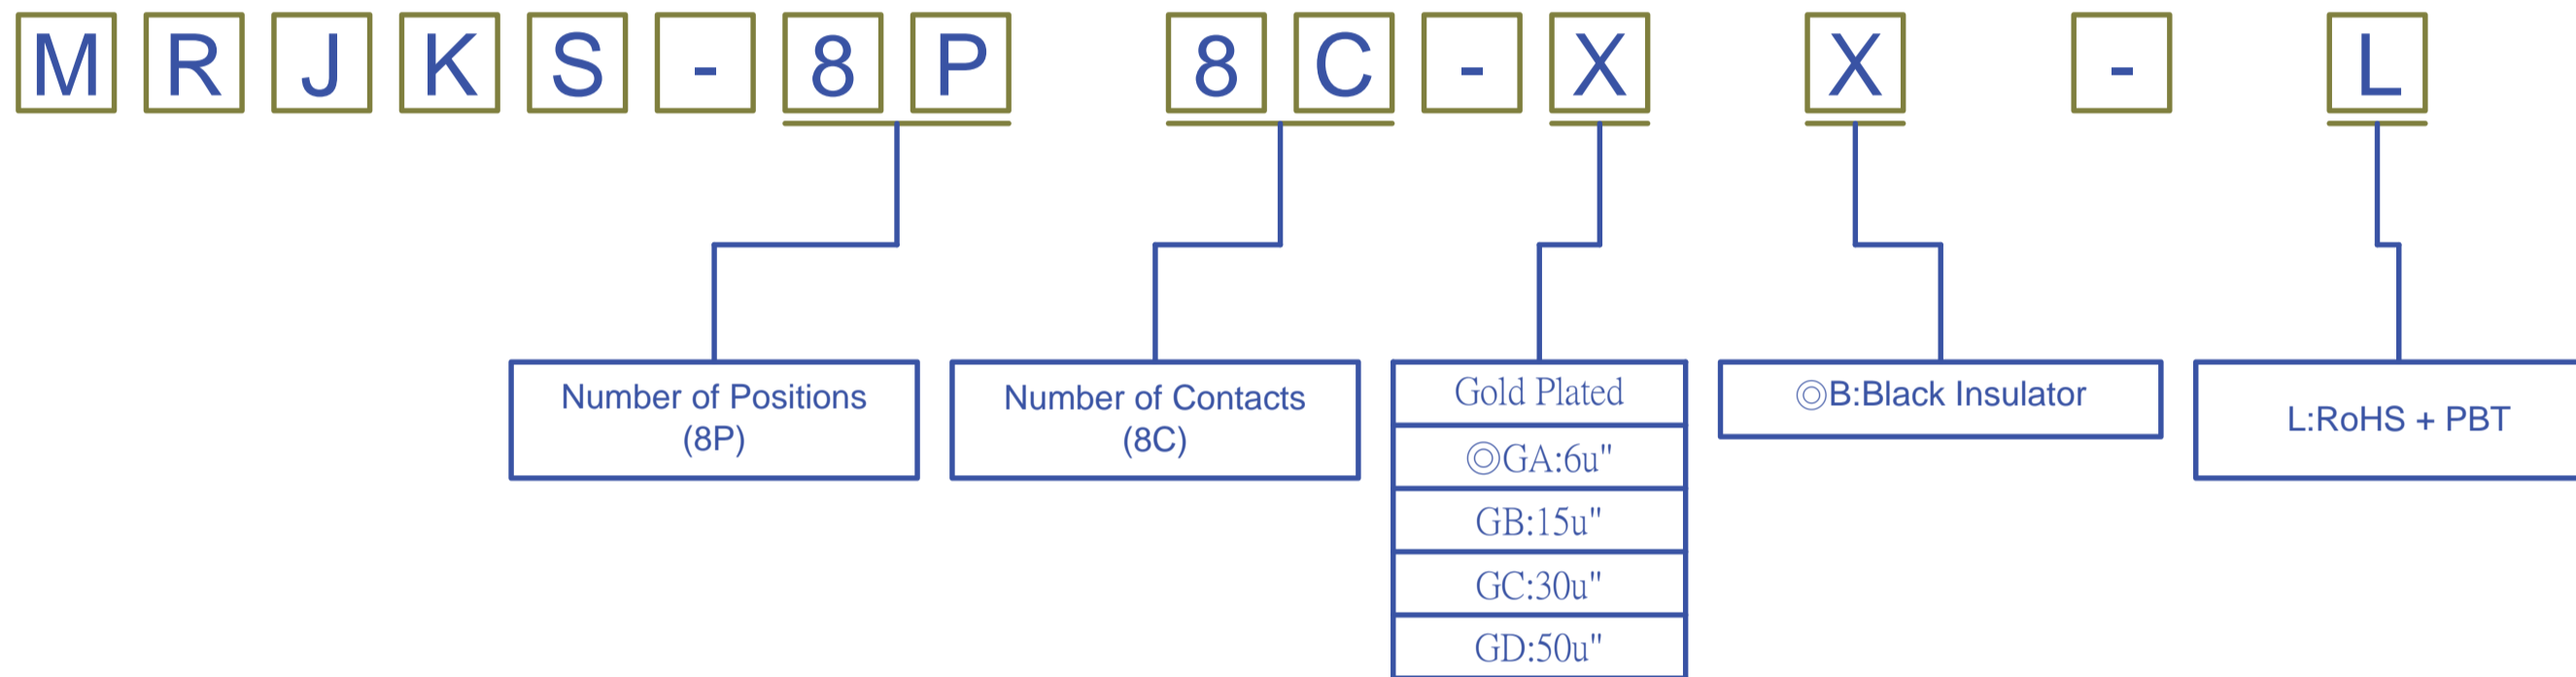 M R J K S - 8 P 8 C - X X - L
Number of Positions
(8P)
Number of Contacts
(8C)
Gold Plated
◎GA:6u"
GB:15u"
GC:30u"
GD:50u"
◎B:Black Insulator
L:RoHS + PBT